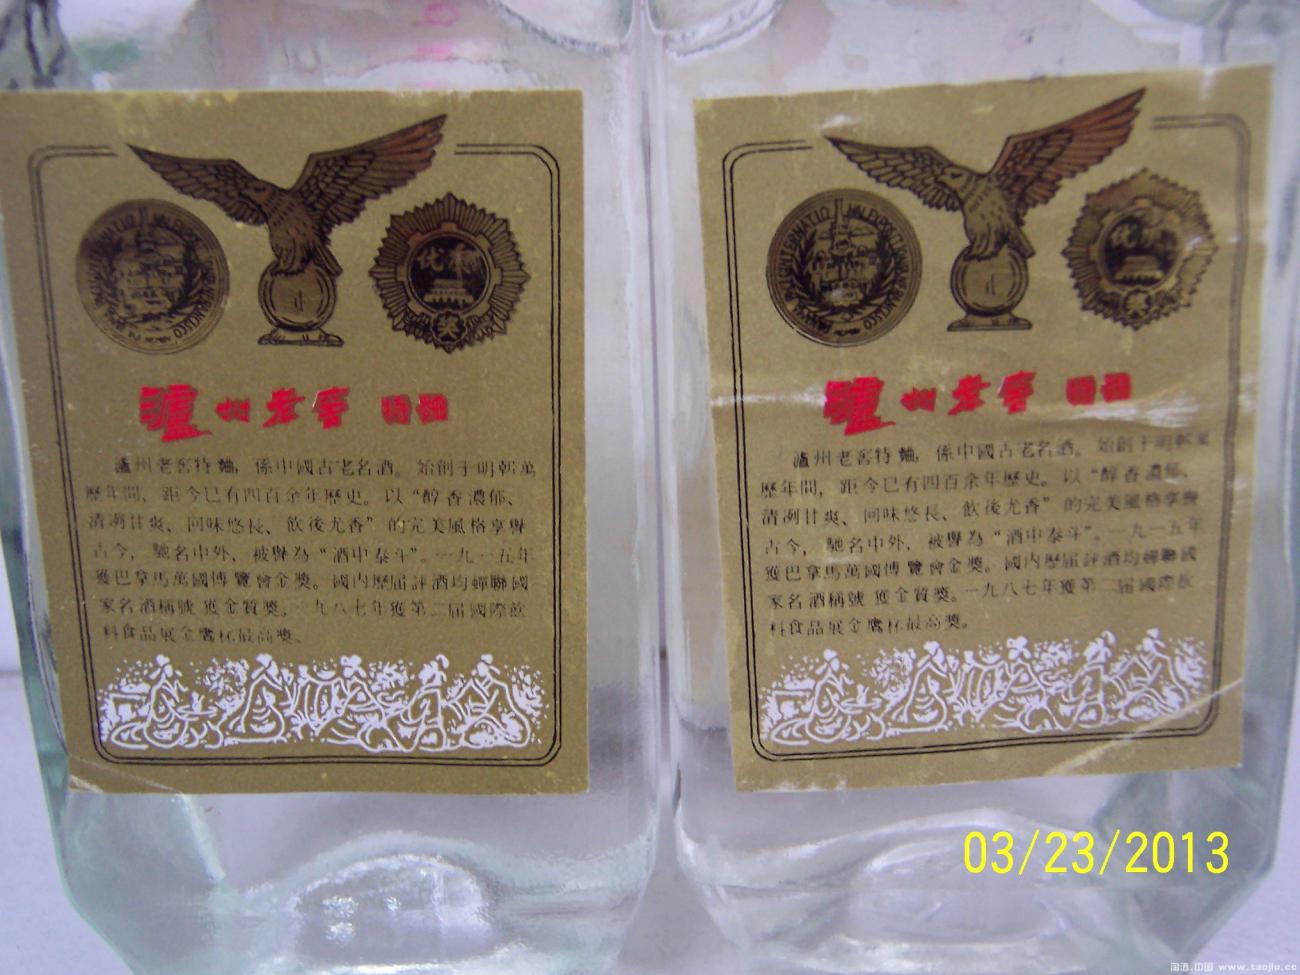 瀘州老窖 特麯
瀘州老窖特麯，係中國古老名酒。始創于明朝萬
歷年間，距今已有四百余年歷史。以“醇香濃郁、
清冽甘爽、回味悠長、飲後尤香”的完美風格享譽
古今，馳名中外，被譽為“酒中泰斗”。一九一五年
獲巴拿馬萬國博覽會金獎。國内歷届評酒均蟬聯國
家名酒稱號 獲金質獎。一九八七年獲第二届國際飲
料食品展金鷹杯最高獎。
瀘州老窖 特麯
瀘州老窖特麯，係中國古老名酒。始創于明朝萬
歷年間，距今已有四百余年歷史。以“醇香濃郁、
清冽甘爽、回味悠長、飲後尤香”的完美風格享譽
古今，馳名中外，被譽為“酒中泰斗”。一九一五年
獲巴拿馬萬國博覽會金獎。國内歷届評酒均蟬聯國
家名酒稱號 獲金質獎。一九八七年獲第二届國際飲
料食品展金鷹杯最高獎。
03/23/2013
淘酒.中国 www.taojiu.cc